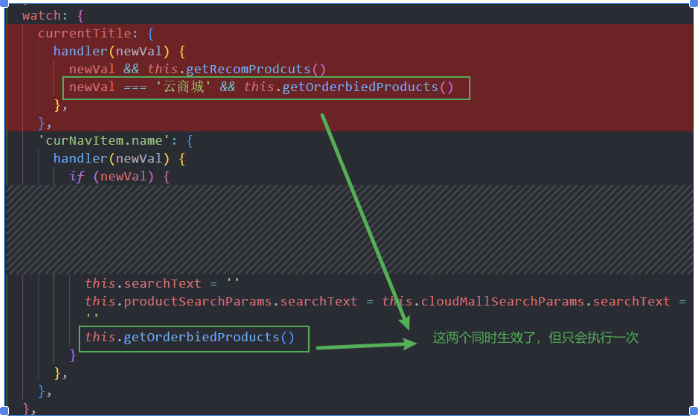 watch: {
currentTitle: {
handler(newVal) {
newVal && this.getRecomProdcuts()
newVal === '云商城' && this.getOrderbiedProducts()
},
},
'curNavItem.name': {
handler(newVal) {
if (newVal) {
this.searchText = ''
this.productSearchParams.searchText = this.cloudMallSearchParams.searchText =
''
this.getOrderbiedProducts()
这两个同时生效了，但只会执行一次
}
},
},
},